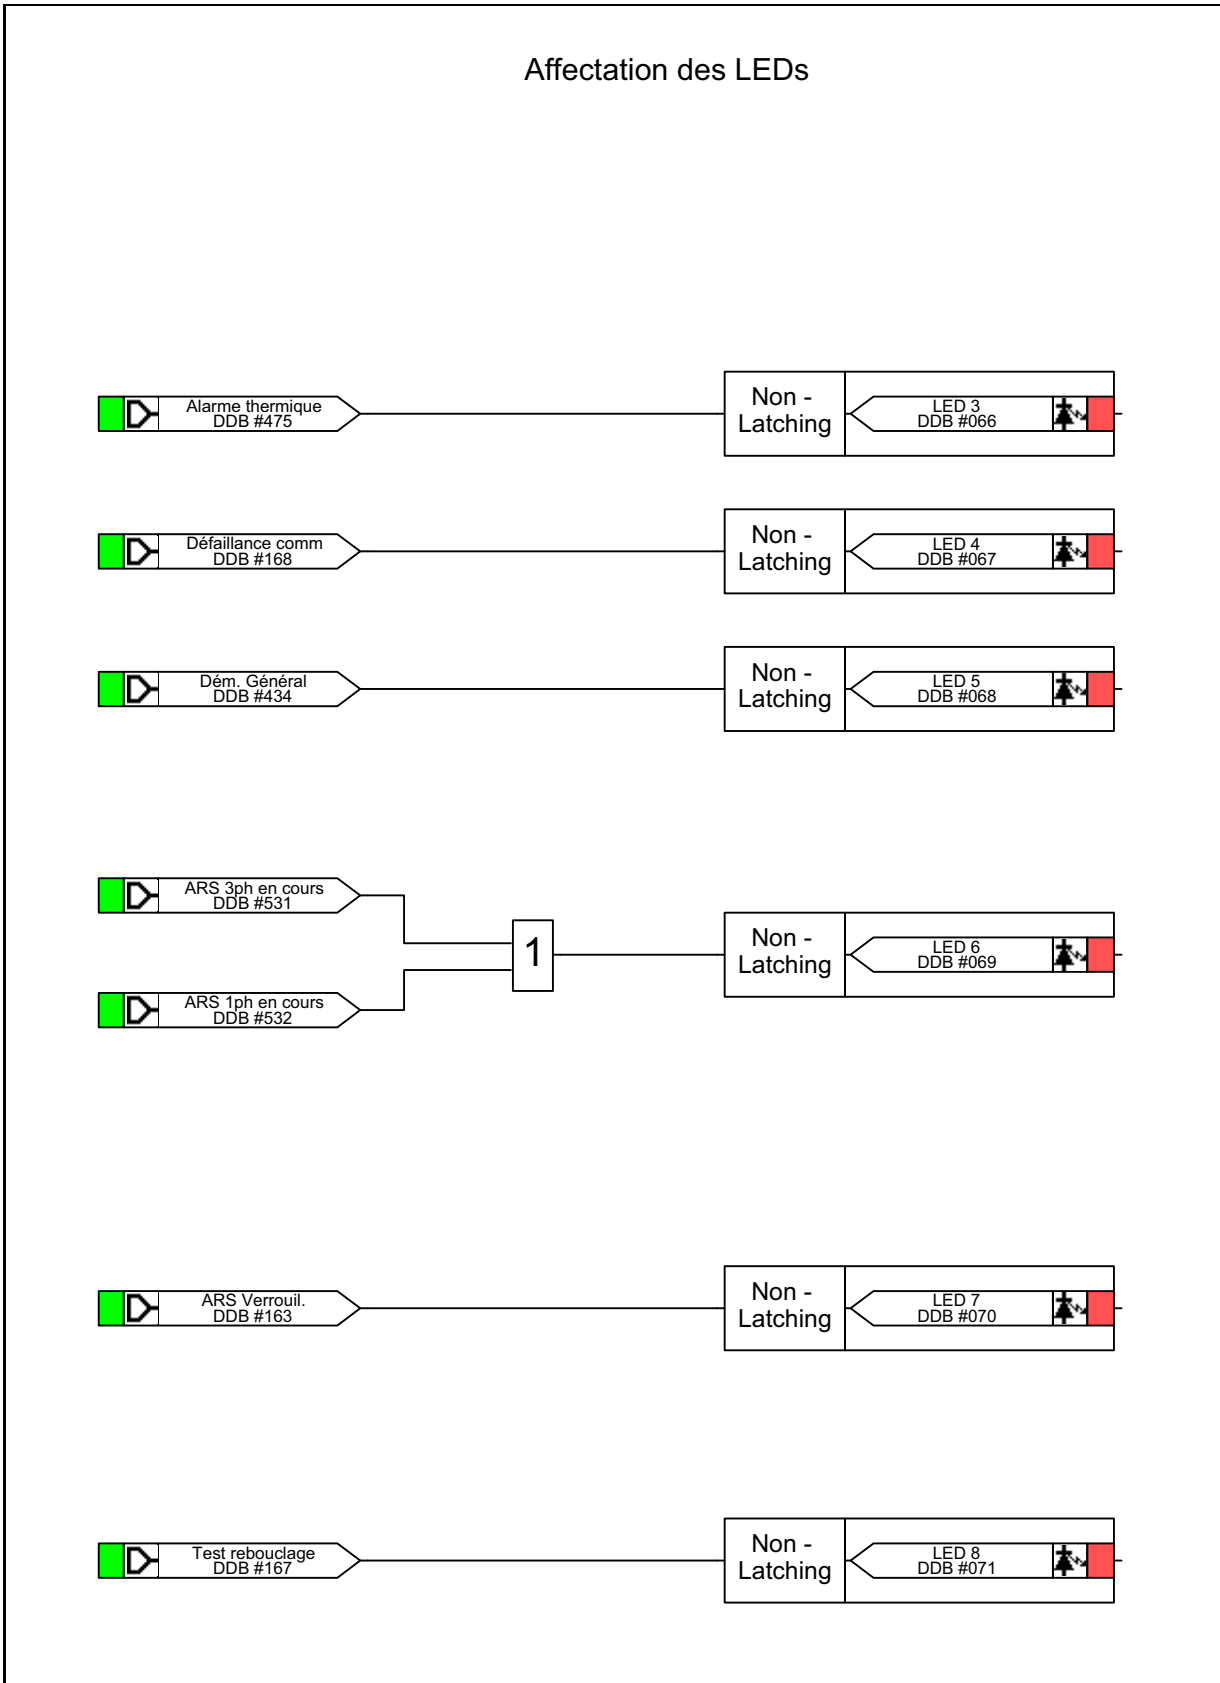 Affectation des LEDs
Alarme thermique
DDB #475
Non -
Latching
LED 3
DDB #066
Défaillance comm
DDB #168
Non -
Latching
LED 4
DDB #067
Dém. Général
DDB #434
Non -
Latching
LED 5
DDB #068
ARS 3ph en cours
DDB #531
1
Non -
Latching
LED 6
DDB #069
ARS 1ph en cours
DDB #532
ARS Verrouil.
DDB #163
Non -
Latching
LED 7
DDB #070
Test rebouclage
DDB #167
Non -
Latching
LED 8
DDB #071